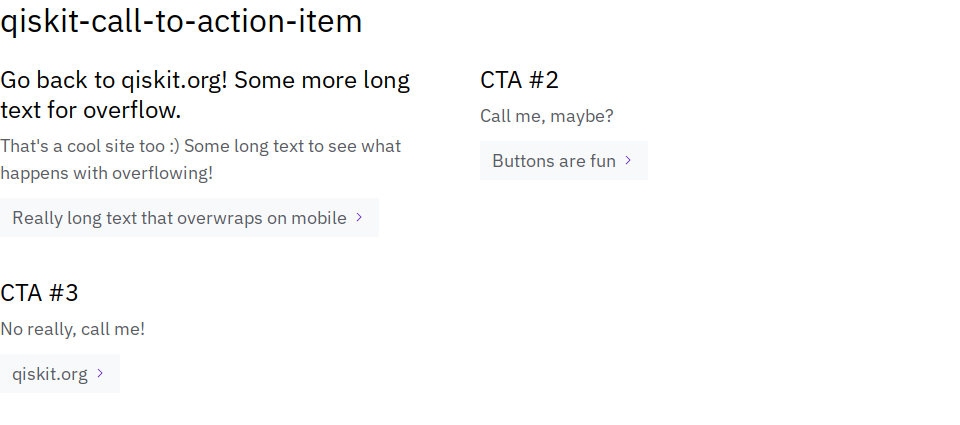 qiskit-call-to-action-item
Go back to qiskit.org! Some more long
text for overflow.
That's a cool site too :) Some long text to see what
happens with overflowing!
Really long text that overwraps on mobile
CTA #2
Call me, maybe?
Buttons are fun
CTA #3
No really, call me!
qiskit.org